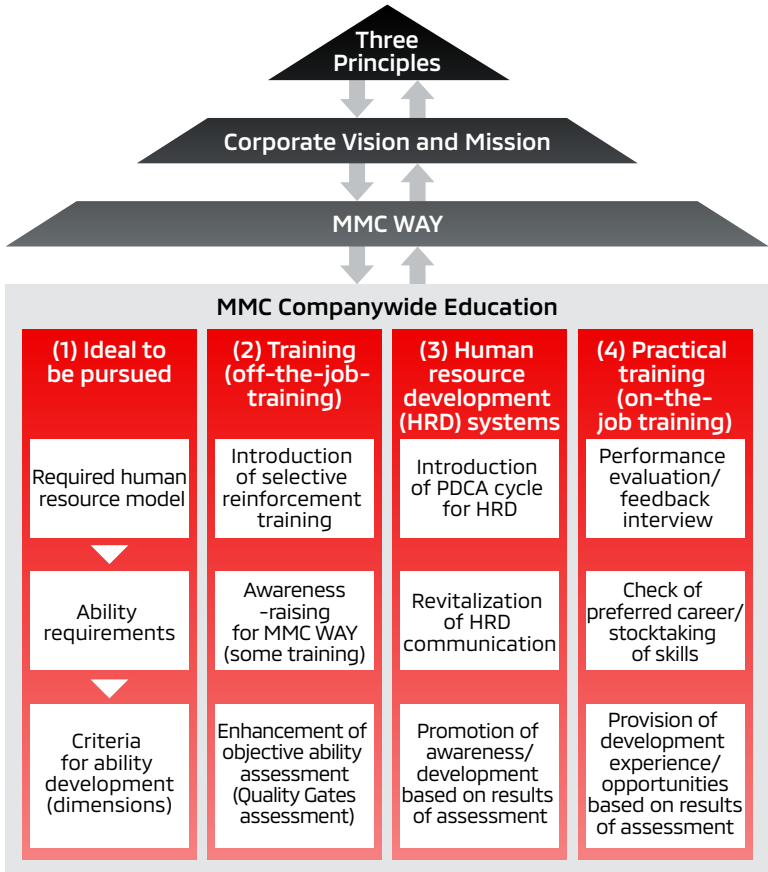 Three
Principles
Corporate Vision and Mission
MMC WAY
MMC Companywide Education
(1) Ideal to
be pursued
Required human
resource model
Ability
requirements
Criteria
for ability
development
(dimensions)
(2) Training
(off-the-job-
training)
Introduction
of selective
reinforcement
training
Awareness
-raising
for MMC WAY
(some training)
Enhancement of
objective ability
assessment
(Quality Gates
assessment)
(3) Human
resource
development
(HRD) systems
Introduction
of PDCA cycle
for HRD
Revitalization
of HRD
communication
Promotion of
awareness/
development
based on results
of assessment
(4) Practical
training
(on-the-
job training)
Performance
evaluation/
feedback
interview
Check of
preferred career/
stocktaking
of skills
Provision of
development
experience/
opportunities
based on results
of assessment